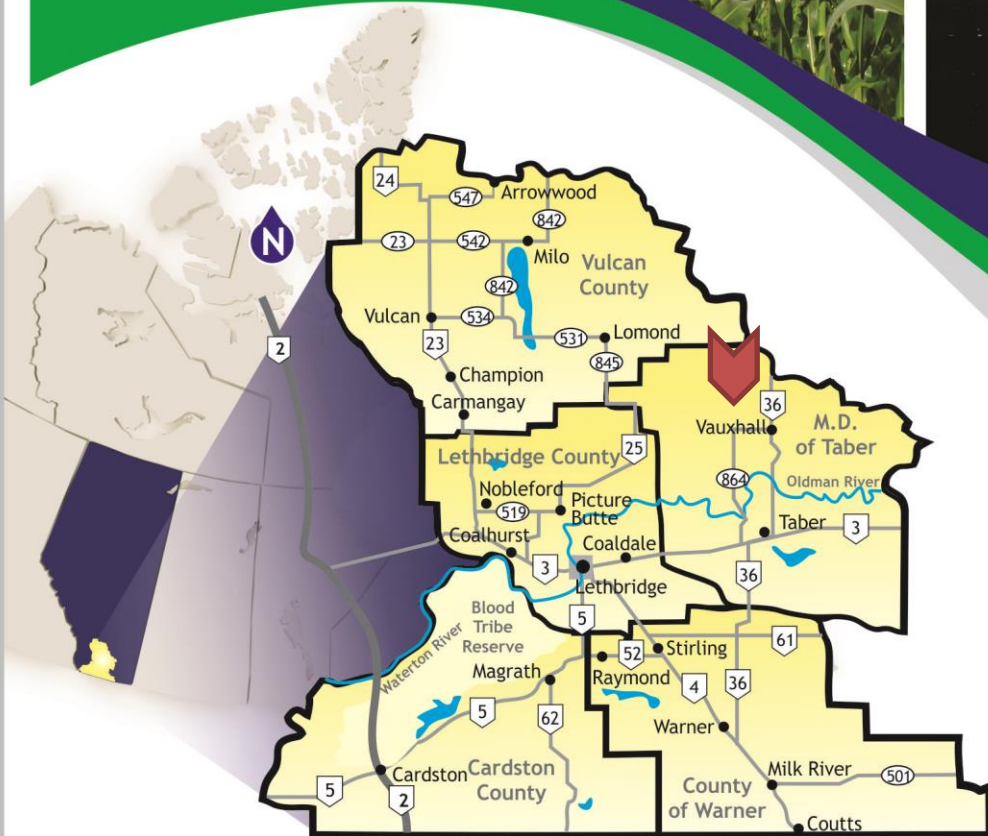 24
547
Arrowwood
842
23
542
Milo
N
Vulcan
County
842
2
Vulcan
534
Lomond
531
23
845
Champion
36
Carmangay
Vauxhall
M.D.
of Taber
Lethbridge County
25
864
Oldman River
Nobleford
519
Picture
Butte
Taber
3
Coalhurst
Coaldale
3
Lethbridge
36
Blood
Tribe
Reserve
5
Waterton River
61
52
Stirling
Magrath
Raymond
4
36
5
62
Warner
Cardston
Cardston
County
Milk River
501
5
2
County
of Warner
Coutts